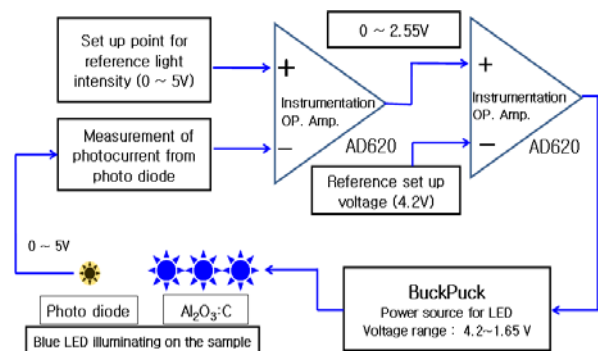 Set up point for
reference light
intensity (0 ~ 5V)
0 ~ 2.55V
+
Instrumentation
OP. Amp.
−
AD620
+
Instrumentation
OP. Amp.
−
AD620
Measurement of
photocurrent from
photo diode
Reference set up
voltage (4.2V)
0 ~ 5V
Photo diode
Al₂O₃:C
Blue LED illuminating on the sample
BuckPuck
Power source for LED
Voltage range : 4.2~1.65 V